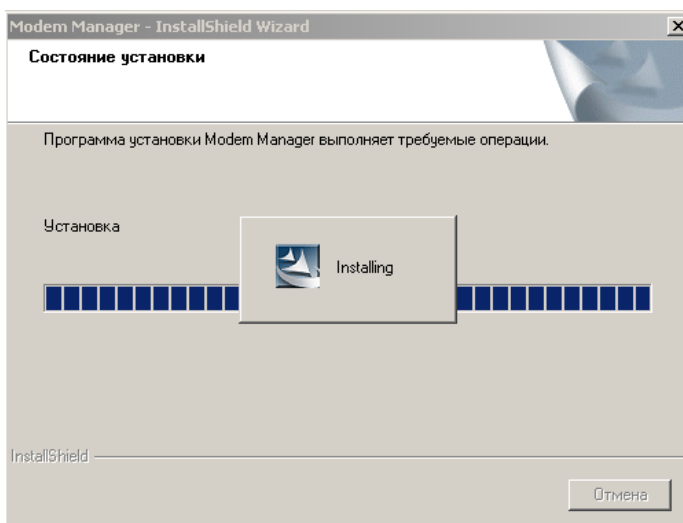 Modem Manager - InstallShield Wizard
Состояние установки
Программа установки Modem Manager выполняет требуемые операции.
Установка
Installing
InstallShield
Отмена